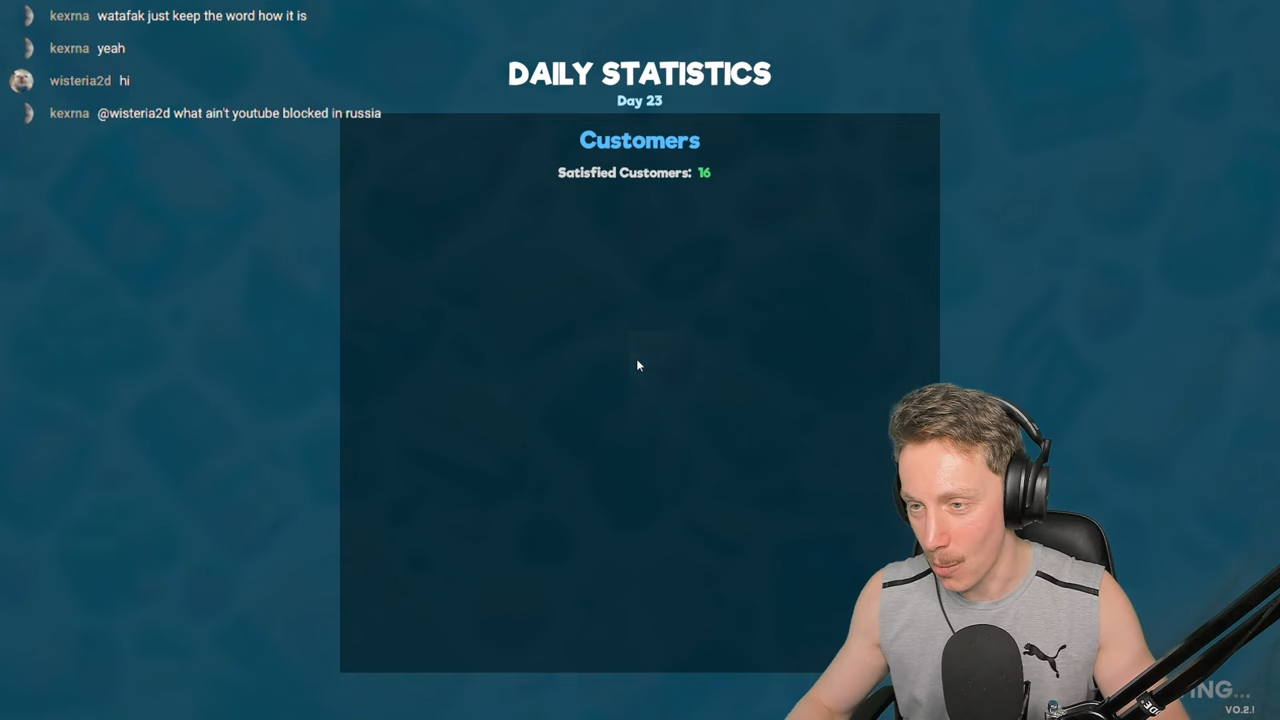 kexrna watafak just keep the word how it is
kexrna yeah
wisteria2d hi
kexrna @wisteria2d what ain't youtube blocked in russia
DAILY STATISTICS
Day 23
Customers
Satisfied Customers: 16
ING...
V0.2.1